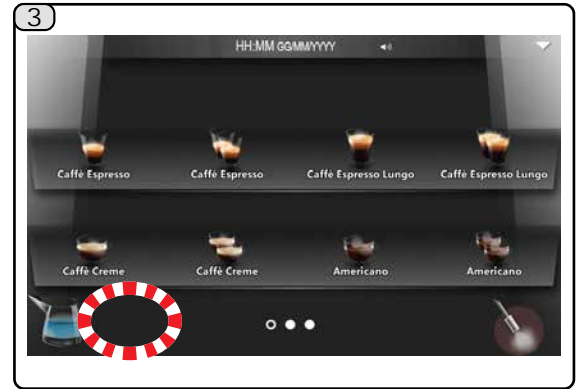 3
HH:MM GG/MM/YYYY
Caffè Espresso Caffè Espresso Caffè Espresso Lungo Caffè Espresso Lungo
Caffè Creme Caffè Creme Americano Americano